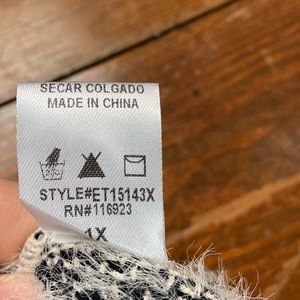 SECAR COLGADO
MADE IN CHINA
STYLE#ET15143X
RN#116923
1X